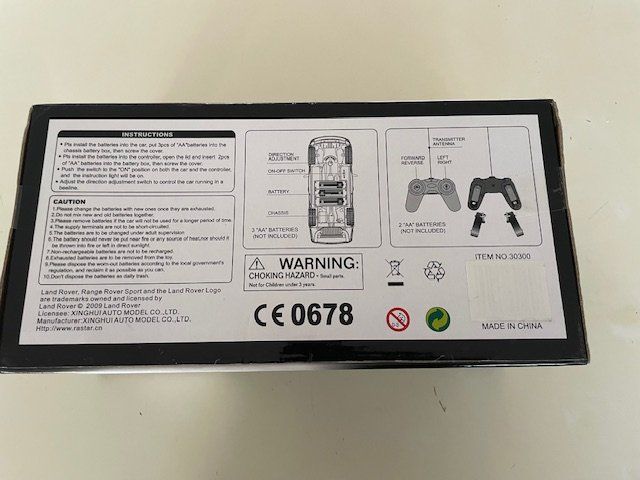 INSTRUCTIONS
• Pls install the batteries into the car, put 3pcs of "AA"batteries into the
chassis battery box, then screw the cover.
• Pls install the batteries into the controller, open the lid and insert 2pcs
of "AA" batteries into the battery box, then screw the cover.
• Push the switch to the "ON" position on both the car and the controller,
and the instruction light will be on.
• Adjust the direction adjustment switch to control the car running in a
beeline.
CAUTION
1.Please change the batteries with new ones once they are exhausted.
2.Do not mix new and old batteries together.
3.Please remove batteries if the car will not be used for a longer period of time.
4.The supply terminals are not to be short-circuited.
5.The batteries are to be changed under adult supervision
6.The battery should never be put near fire or any source of heat,nor should it
be thrown into fire or left in direct sunlight.
7.Non-rechargeable batteries are not to be recharged.
8.Exhausted batteries are to be removed from the toy.
9.Please dispose the worn-out batteries according to the local government's
regulation, and reclaim it as possible as you can.
10.Don't dispose the batteries as daily trash.
Land Rover, Range Rover Sport and the Land Rover Logo
are trademarks owned and licensed by
Land Rover © 2009 Land Rover
Licensee: XINGHUI AUTO MODEL CO.,LTD.
Manufacturer:XINGHUI AUTO MODEL CO.,LTD.
Http://www.rastar.cn
DIRECTION
ADJUSTMENT
ON-OFF SWITCH
BATTERY
CHASSIS
3 "AA" BATTERIES
(NOT INCLUDED)
TRANSMITTER
ANTENNA
FORWARD
REVERSE
LEFT
RIGHT
2 "AA" BATTERIES
(NOT INCLUDED)
WARNING:
CHOKING HAZARD - Small parts.
Not for Children under 3 years.
CE 0678
0-3
ITEM NO.30300
MADE IN CHINA